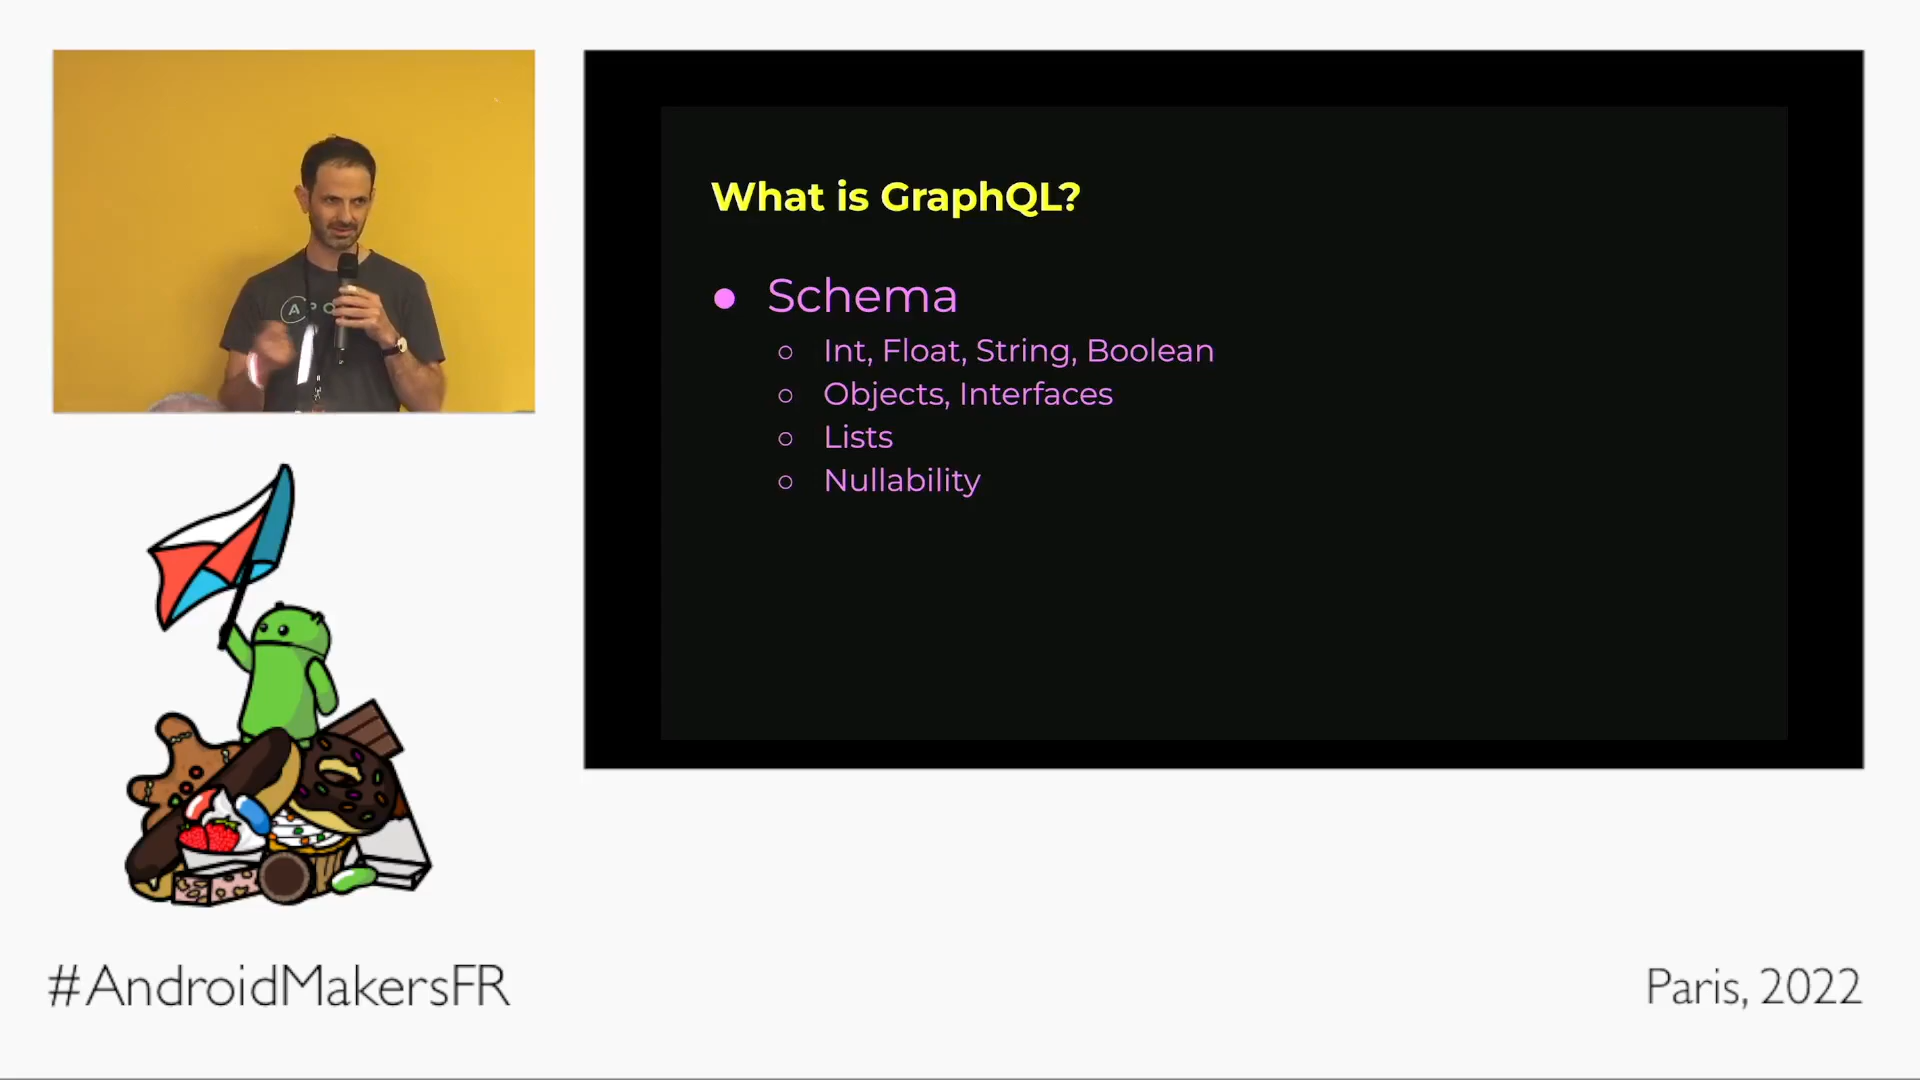 What is GraphQL?
● Schema
○ Int, Float, String, Boolean
○ Objects, Interfaces
○ Lists
○ Nullability
#AndroidMakersFR
Paris, 2022